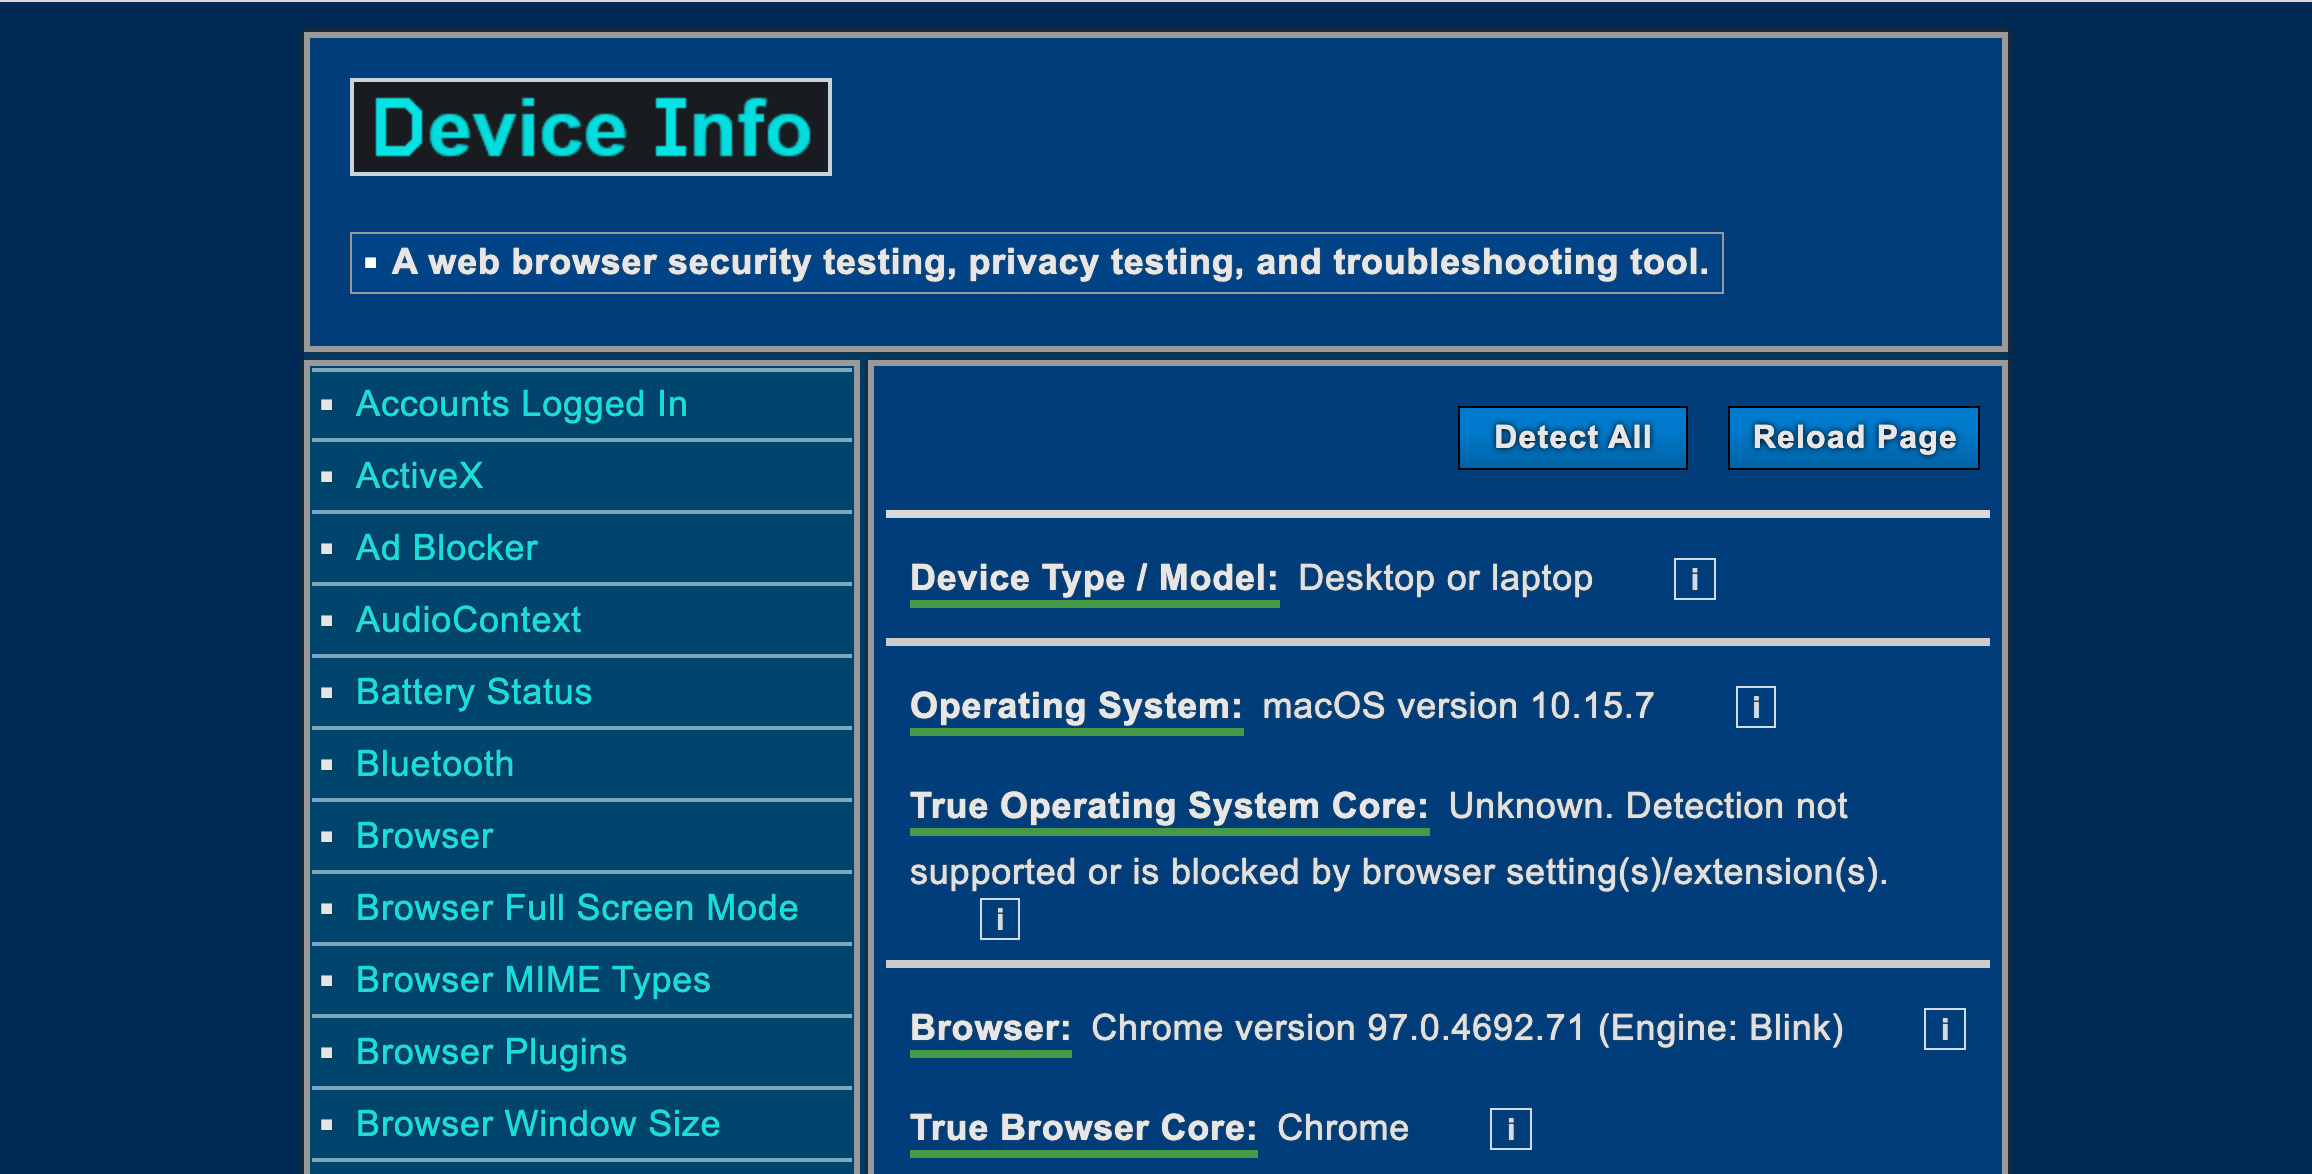 Device Info
▪ A web browser security testing, privacy testing, and troubleshooting tool.
▪ Accounts Logged In
▪ ActiveX
▪ Ad Blocker
▪ AudioContext
▪ Battery Status
▪ Bluetooth
▪ Browser
▪ Browser Full Screen Mode
▪ Browser MIME Types
▪ Browser Plugins
▪ Browser Window Size
Detect All Reload Page
Device Type / Model: Desktop or laptop i
Operating System: macOS version 10.15.7 i
True Operating System Core: Unknown. Detection not
supported or is blocked by browser setting(s)/extension(s).
i
Browser: Chrome version 97.0.4692.71 (Engine: Blink) i
True Browser Core: Chrome i